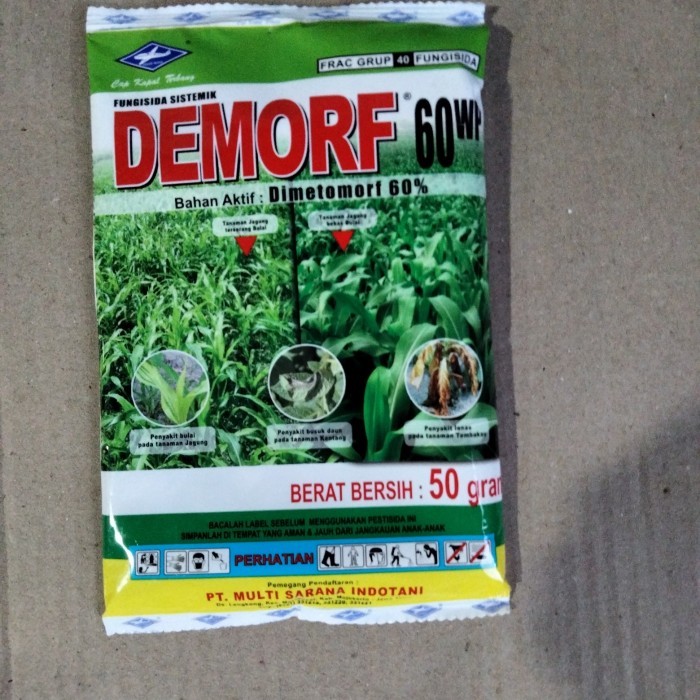 FRAC GRUP 40 FUNGISIDA
Cap Kapal Terbang
FUNGISIDA SISTEMIK
DEMORF® 60WP
Bahan Aktif : Dimetomorf 60%
Tanaman Jagung
terserang Bulai
Tanaman Jagung
bebas Bulai
Penyakit bulai
pada tanaman Jagung
Penyakit busuk daun
pada tanaman Kentang
Penyakit lanas
pada tanaman Tembakau
BERAT BERSIH : 50 gram
BACALAH LABEL SEBELUM MENGGUNAKAN PESTISIDA INI
SIMPANLAH DI TEMPAT YANG AMAN & JAUH DARI JANGKAUAN ANAK-ANAK
PERHATIAN
Pemegang Pendaftaran :
PT. MULTI SARANA INDOTANI